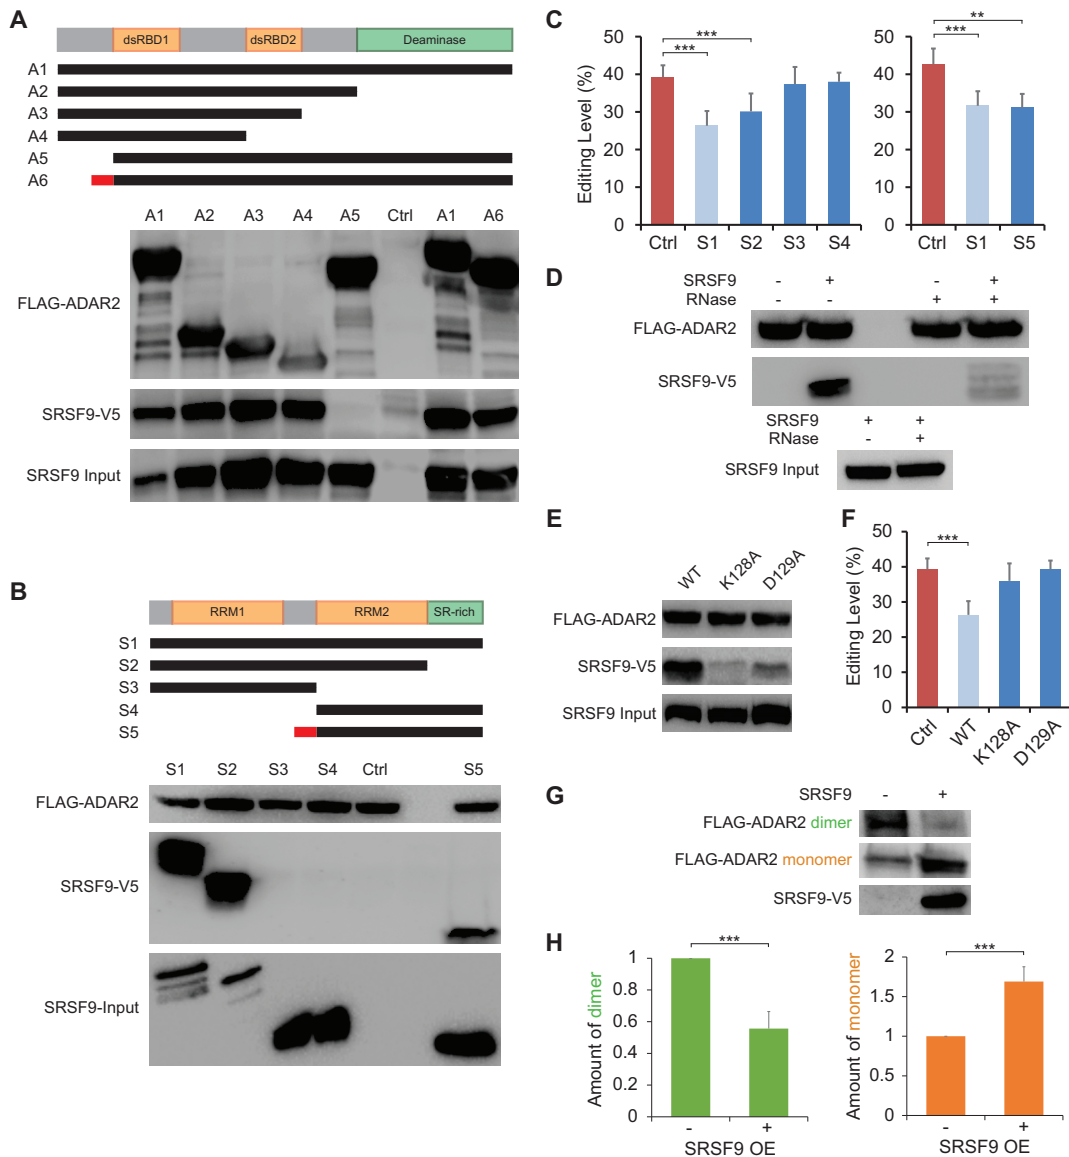 A
dsRBD1 dsRBD2 Deaminase
A1
A2
A3
A4
A5
A6
A1 A2 A3 A4 A5 Ctrl A1 A6
FLAG-ADAR2
SRSF9-V5
SRSF9 Input
B
RRM1 RRM2 SR-rich
S1
S2
S3
S4
S5
S1 S2 S3 S4 Ctrl S5
FLAG-ADAR2
SRSF9-V5
SRSF9-Input
C
Editing Level (%)
50
40
30
20
10
0
***
***
Ctrl S1 S2 S3 S4
50
40
30
20
10
0
**
***
Ctrl S1 S5
D
SRSF9 - + - +
RNase - - + +
FLAG-ADAR2
SRSF9-V5
SRSF9 + +
RNase - +
SRSF9 Input
E
WT K128A D129A
FLAG-ADAR2
SRSF9-V5
SRSF9 Input
F
Editing Level (%)
50
40
30
20
10
0
***
Ctrl WT K128A D129A
G
SRSF9 - +
FLAG-ADAR2 dimer
FLAG-ADAR2 monomer
SRSF9-V5
H
Amount of dimer
1
0.8
0.6
0.4
0.2
0
***
- +
SRSF9 OE
Amount of monomer
2
1.5
1
0.5
0
***
- +
SRSF9 OE